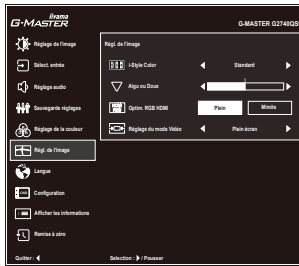 iiyama
G-MASTER
G-MASTER G2740QS
Réglage de l'image
Sélect. entrée
Réglage audio
Sauvegarde réglages
Réglage de la couleur
Régl. de l'image
Langue
Configuration
Afficher les informations
Remise à zéro
Régl. de l'image
i-Style Color
Standard
Aigu ou Doux
Optim. RGB HDMI
Plein
Mimite
Réglage du mode Vidéo
Plein écran
Quitter :
Sélection : / Pousser